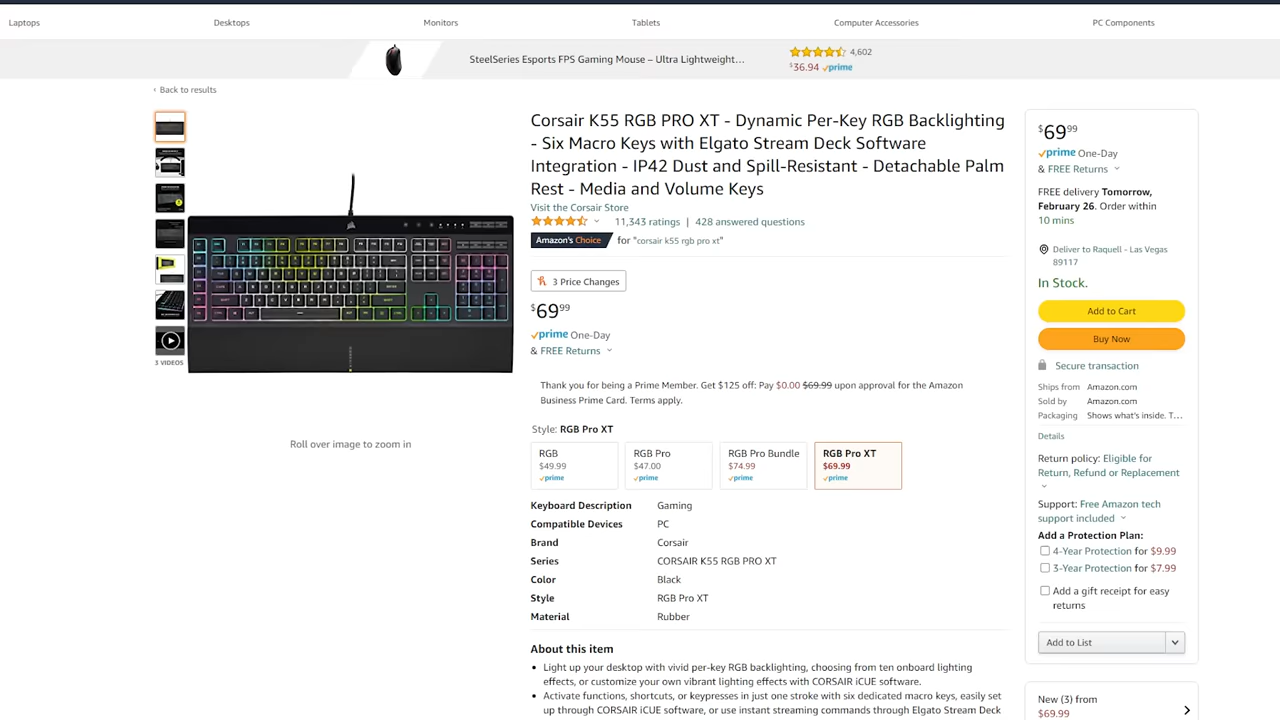 Laptops
Desktops
Monitors
Tablets
Computer Accessories
PC Components
SteelSeries Esports FPS Gaming Mouse – Ultra Lightweight…
4,602
$36.94 prime
‹ Back to results
Corsair K55 RGB PRO XT - Dynamic Per-Key RGB Backlighting
- Six Macro Keys with Elgato Stream Deck Software
Integration - IP42 Dust and Spill-Resistant - Detachable Palm
Rest - Media and Volume Keys
Visit the Corsair Store
11,343 ratings | 428 answered questions
Amazon's Choice for "corsair k55 rgb pro xt"
3 Price Changes
$6999
prime One-Day
& FREE Returns
Thank you for being a Prime Member. Get $125 off: Pay $0.00 $69.99 upon approval for the Amazon
Business Prime Card. Terms apply.
Style: RGB Pro XT
RGB
$49.99
prime
RGB Pro
$47.00
prime
RGB Pro Bundle
$74.99
prime
RGB Pro XT
$69.99
prime
Keyboard Description Gaming
Compatible Devices PC
Brand Corsair
Series CORSAIR K55 RGB PRO XT
Color Black
Style RGB Pro XT
Material Rubber
About this item
• Light up your desktop with vivid per-key RGB backlighting, choosing from ten onboard lighting
effects, or customize your own vibrant lighting effects with CORSAIR iCUE software.
• Activate functions, shortcuts, or keypresses in just one stroke with six dedicated macro keys, easily set
up through CORSAIR iCUE software, or use instant streaming commands through Elgato Stream Deck
3 VIDEOS
Roll over image to zoom in
$6999
prime One-Day
& FREE Returns
FREE delivery Tomorrow,
February 26. Order within
10 mins
Deliver to Raquell - Las Vegas
89117
In Stock.
Add to Cart
Buy Now
Secure transaction
Ships from Amazon.com
Sold by Amazon.com
Packaging Shows what's inside. T…
Details
Return policy: Eligible for
Return, Refund or Replacement
Support: Free Amazon tech
support included
Add a Protection Plan:
4-Year Protection for $9.99
3-Year Protection for $7.99
Add a gift receipt for easy
returns
Add to List
New (3) from
$69.99